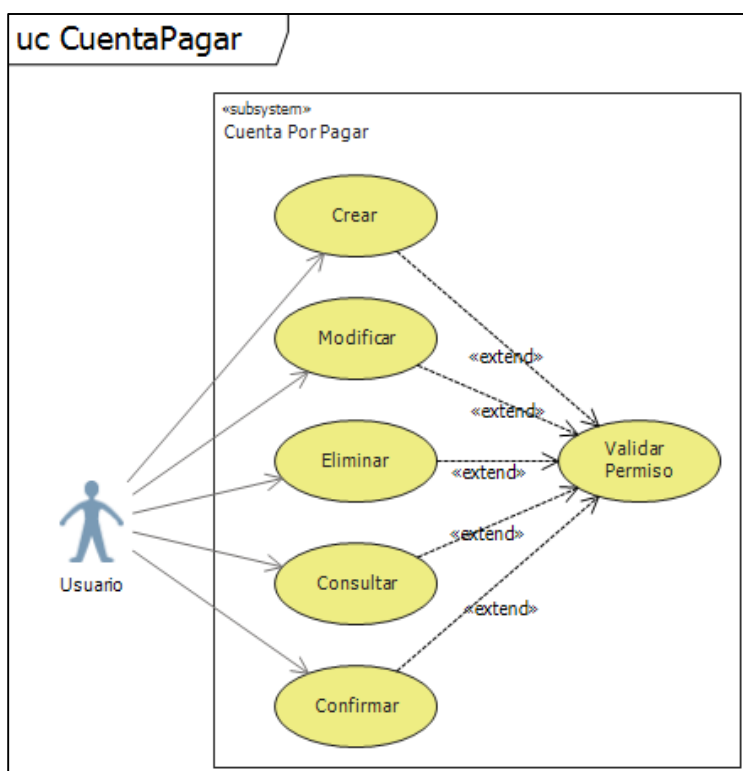 uc CuentaPagar
«subsystem»
Cuenta Por Pagar
Crear
Modificar
«extend»
«extend»
Eliminar
«extend»
Validar
Permiso
Usuario
Consultar
«extend»
«extend»
Confirmar